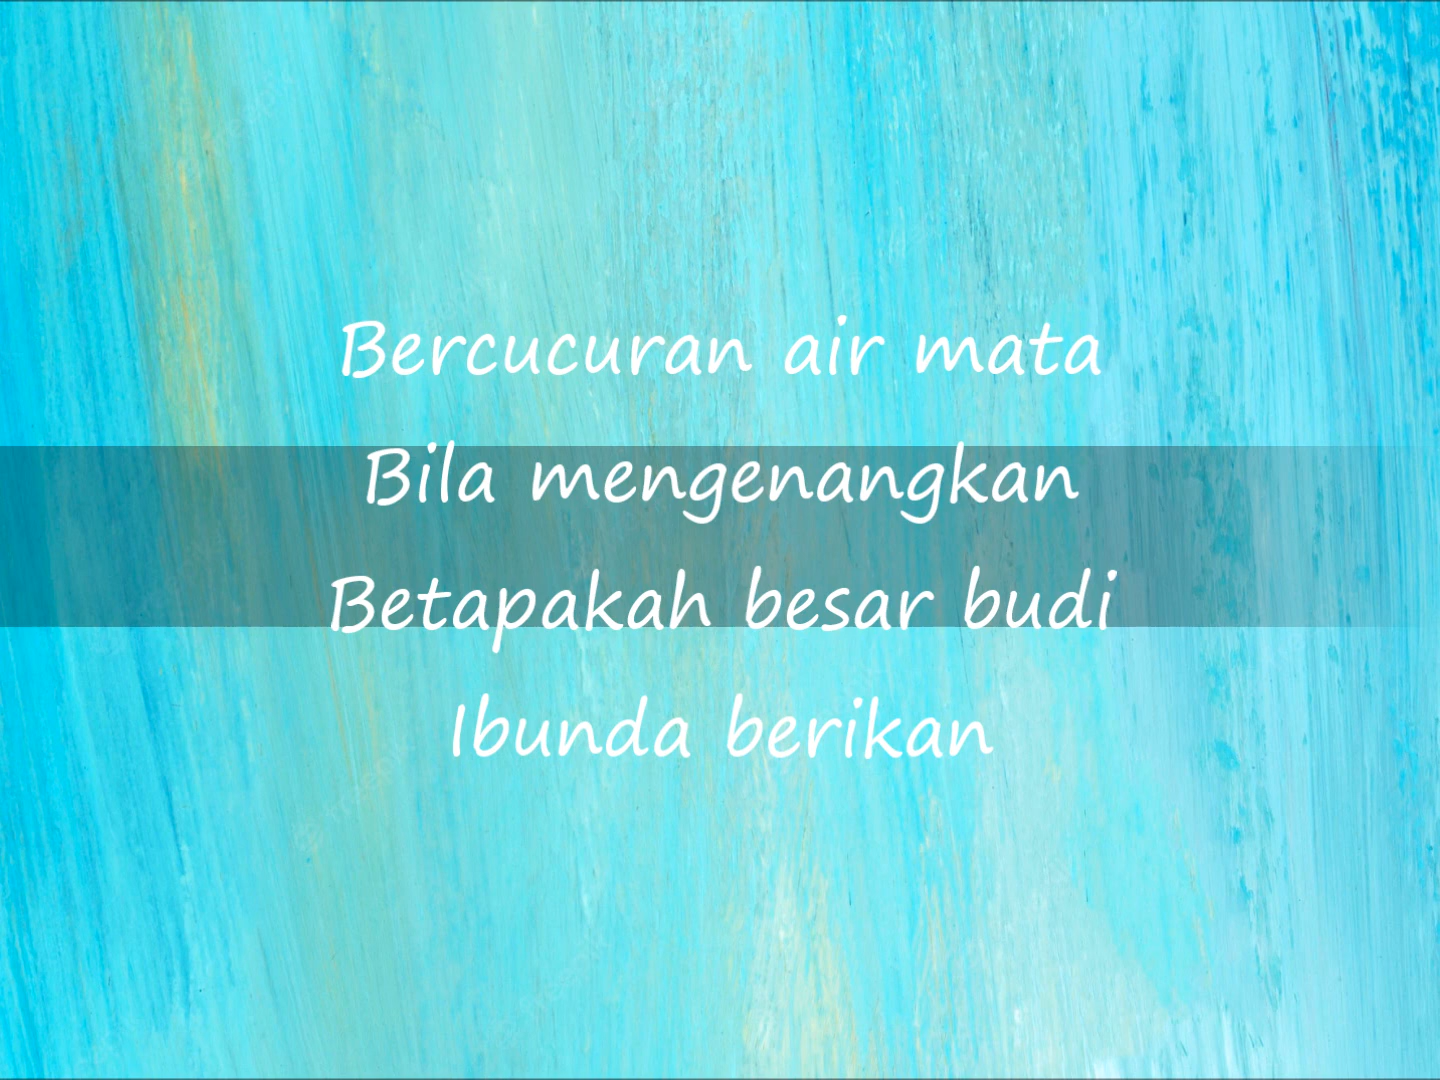 Bercucuran air mata
Bila mengenangkan
Betapakah besar budi
Ibunda berikan